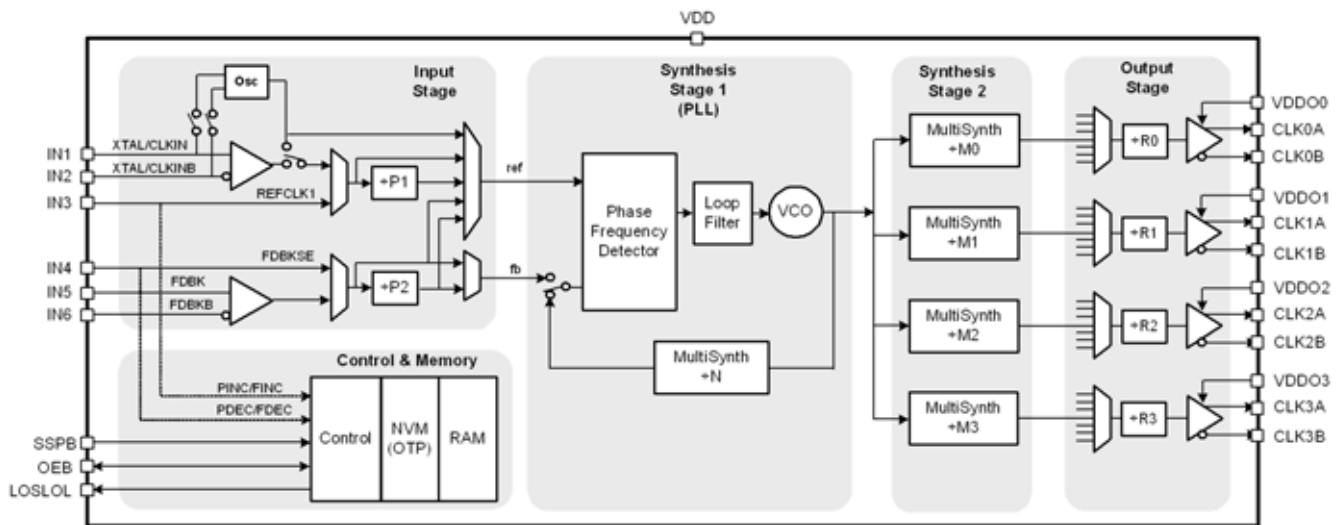 VDD
Input
Stage
Osc
XTAL/CLKIN
XTAL/CLKINB
REFCLK1
÷P1
FDBKSE
FDBK
FDBKB
÷P2
IN1
IN2
IN3
IN4
IN5
IN6
ref
fb
Synthesis
Stage 1
(PLL)
Phase
Frequency
Detector
Loop
Filter
VCO
MultiSynth
÷N
Synthesis
Stage 2
MultiSynth
÷M0
MultiSynth
÷M1
MultiSynth
÷M2
MultiSynth
÷M3
Output
Stage
÷R0
÷R1
÷R2
÷R3
VDDO0
CLK0A
CLK0B
VDDO1
CLK1A
CLK1B
VDDO2
CLK2A
CLK2B
VDDO3
CLK3A
CLK3B
Control & Memory
PINC/FINC
PDEC/FDEC
Control
NVM
(OTP)
RAM
SSPB
OEB
LOSLOL